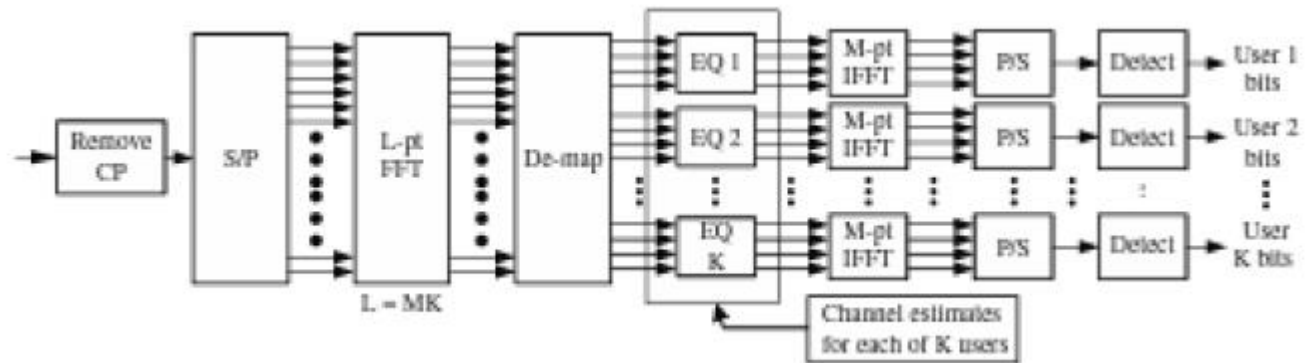 Remove
CP
S/P
L-pt
FFT
L = MK
De-map
EQ 1
M-pt
IFFT
P/S
Detect
User 1
bits
EQ 2
M-pt
IFFT
P/S
Detect
User 2
bits
EQ
K
M-pt
IFFT
P/S
Detect
User
K bits
Channel estimates
for each of K users